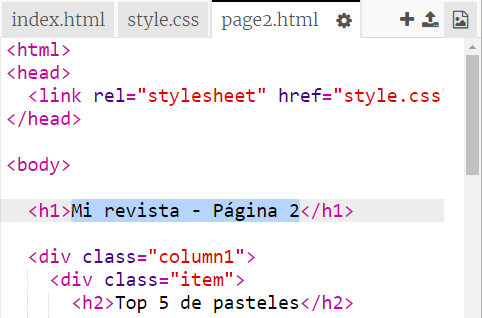 index.html style.css page2.html
<html>
<head>
<link rel="stylesheet" href="style.css"
</head>
<body>
<h1>Mi revista - Página 2</h1>
<div class="column1">
<div class="item">
<h2>Top 5 de pasteles</h2>